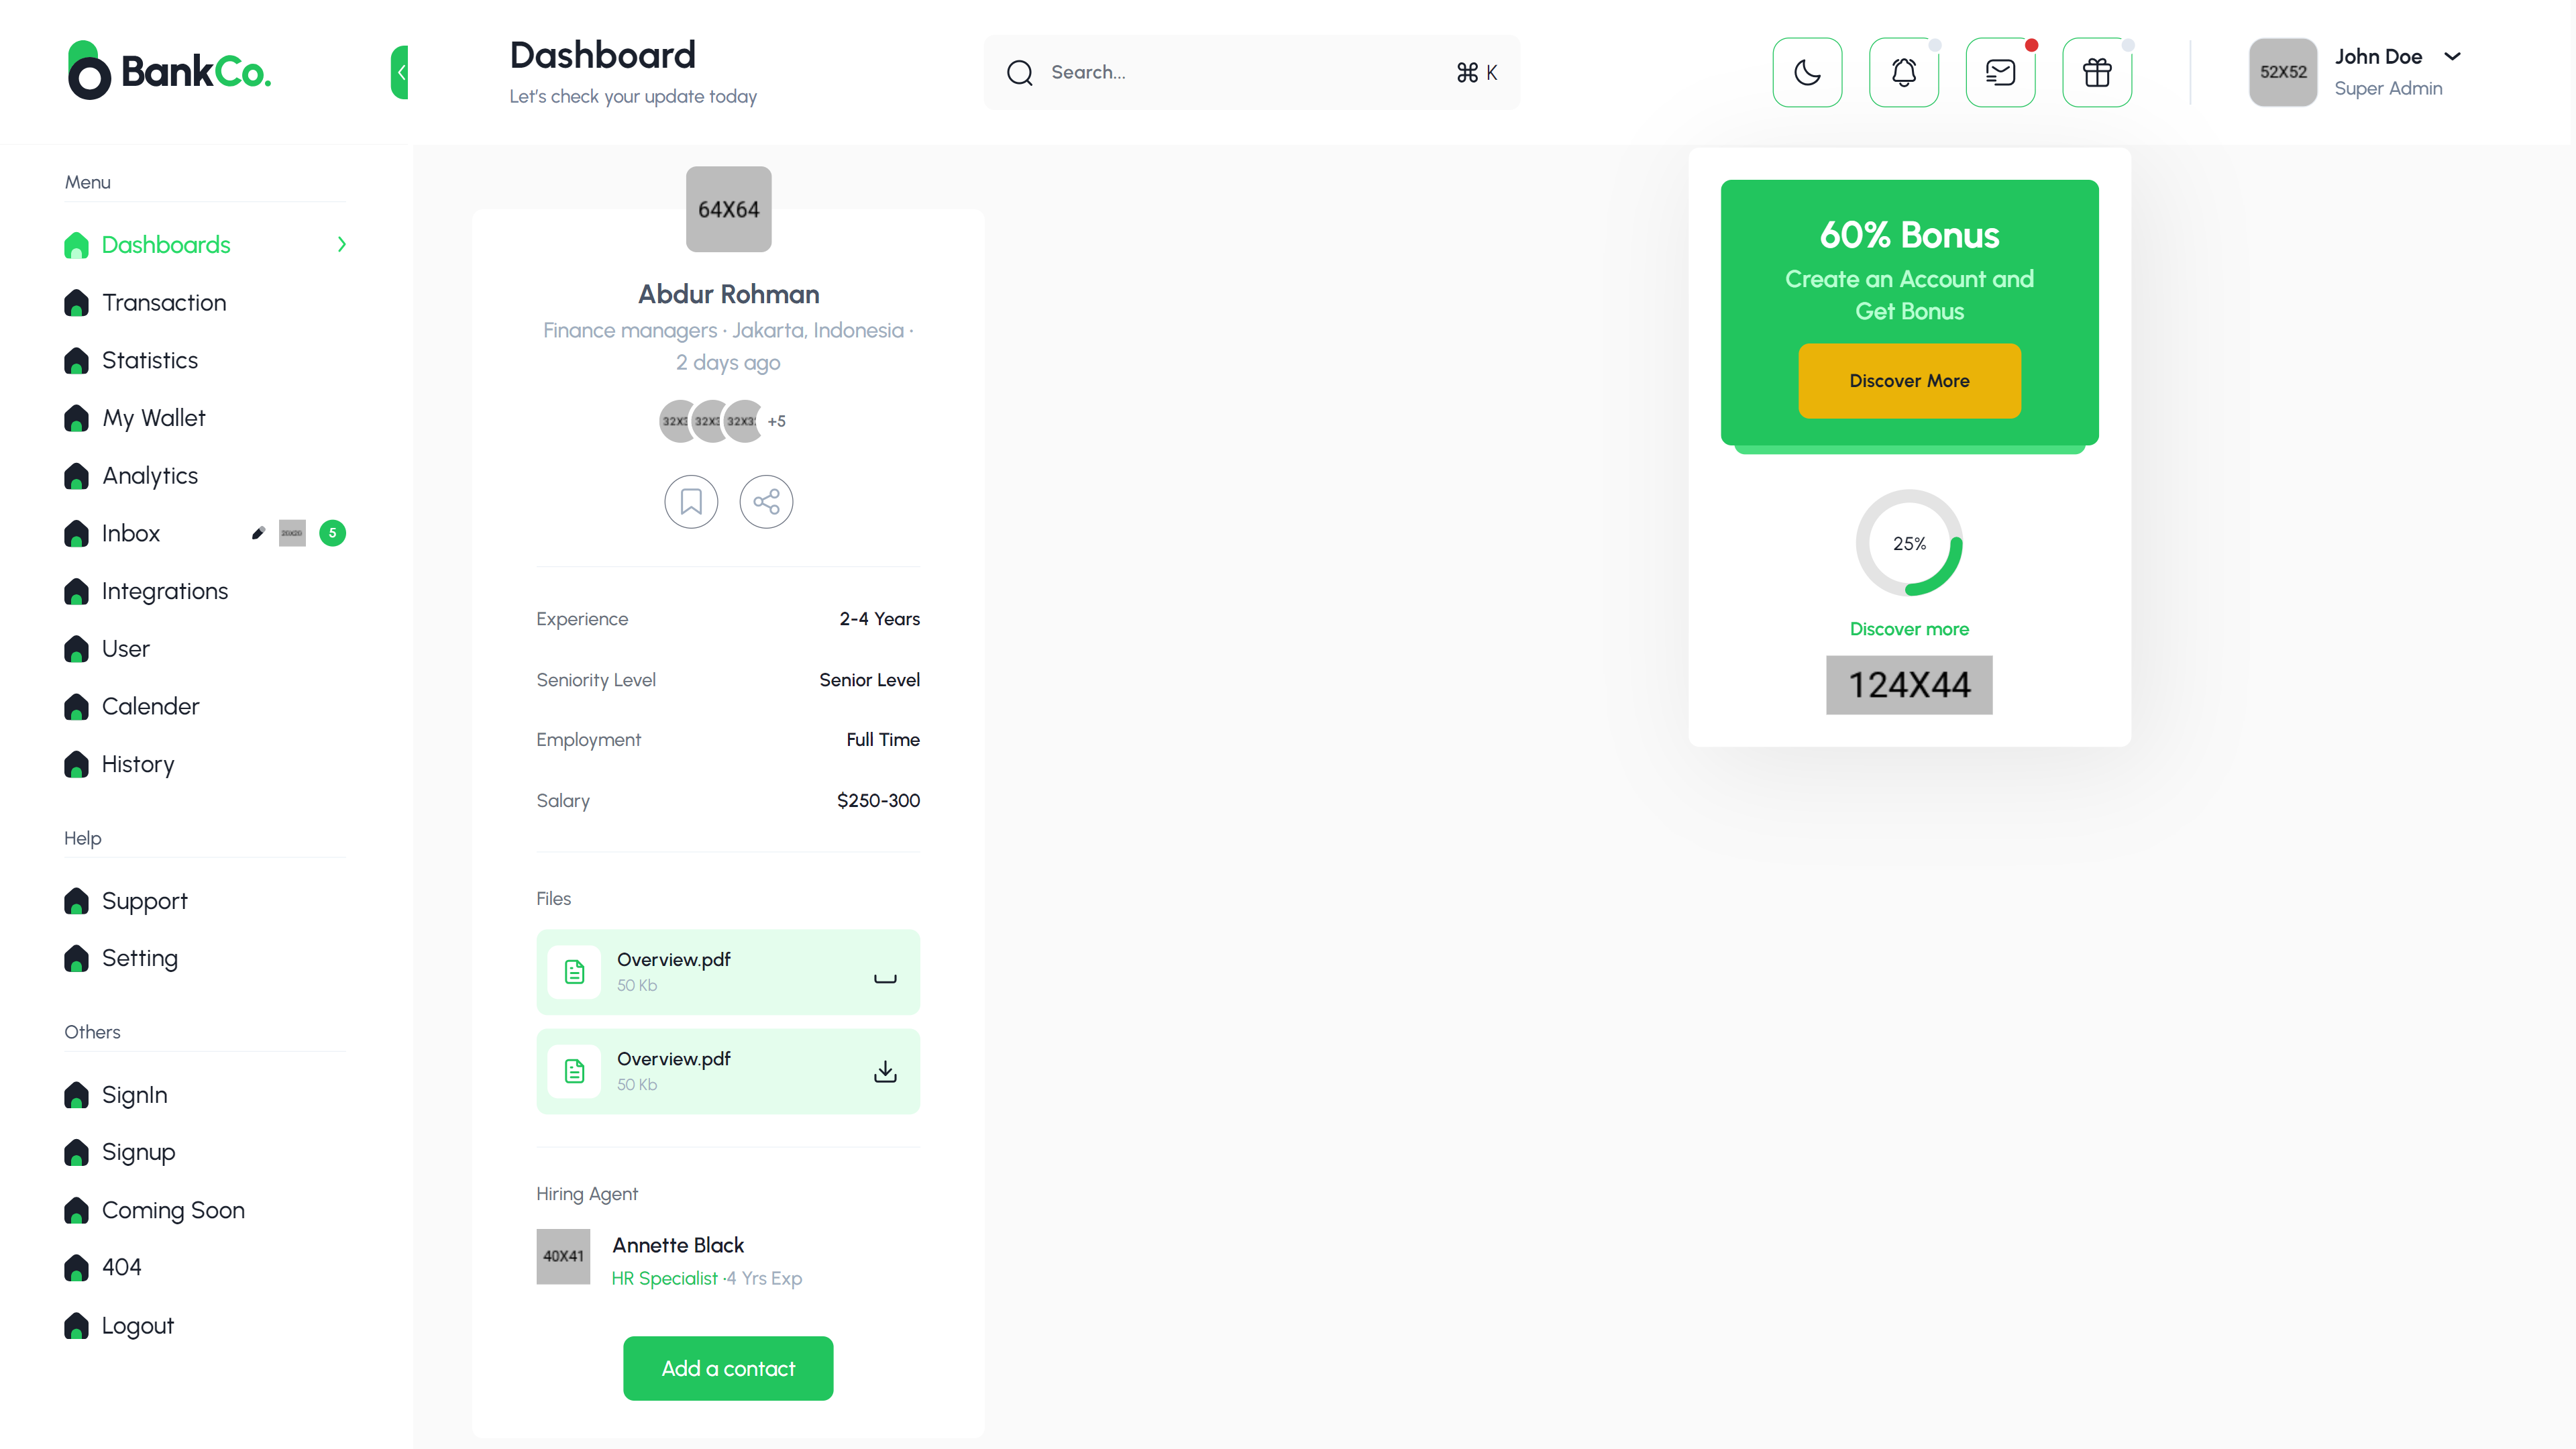 BankCo.
Dashboard
Let's check your update today
Search...
⌘ K
52X52
John Doe
Super Admin
Menu
Dashboards
Transaction
Statistics
My Wallet
Analytics
Inbox
5
Integrations
User
Calender
History
Help
Support
Setting
Others
SignIn
Signup
Coming Soon
404
Logout
64X64
Abdur Rohman
Finance managers · Jakarta, Indonesia ·
2 days ago
+5
Experience 2-4 Years
Seniority Level Senior Level
Employment Full Time
Salary $250-300
Files
Overview.pdf
50 Kb
Overview.pdf
50 Kb
Hiring Agent
40X41
Annette Black
HR Specialist ·4 Yrs Exp
Add a contact
60% Bonus
Create an Account and
Get Bonus
Discover More
25%
Discover more
124X44